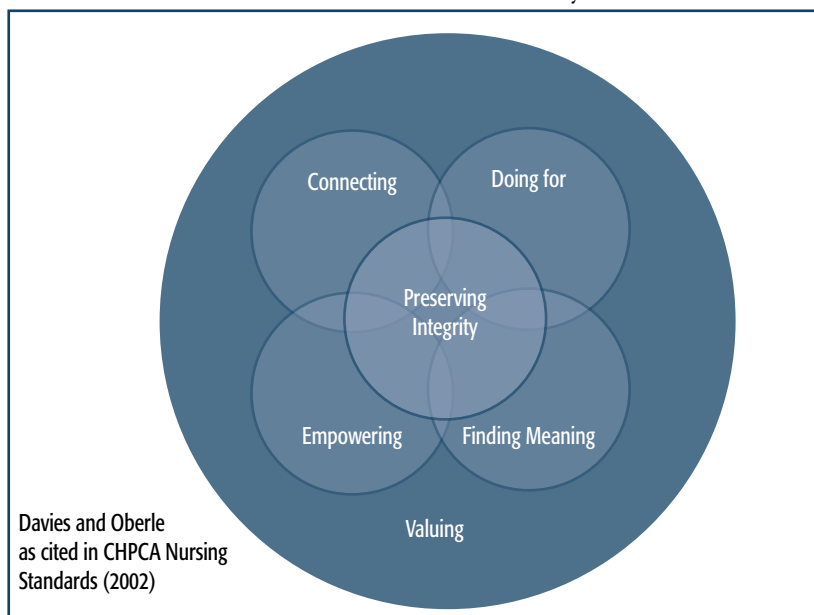 Connecting
Doing for
Preserving
Integrity
Empowering
Finding Meaning
Valuing
Davies and Oberle
as cited in CHPCA Nursing
Standards (2002)